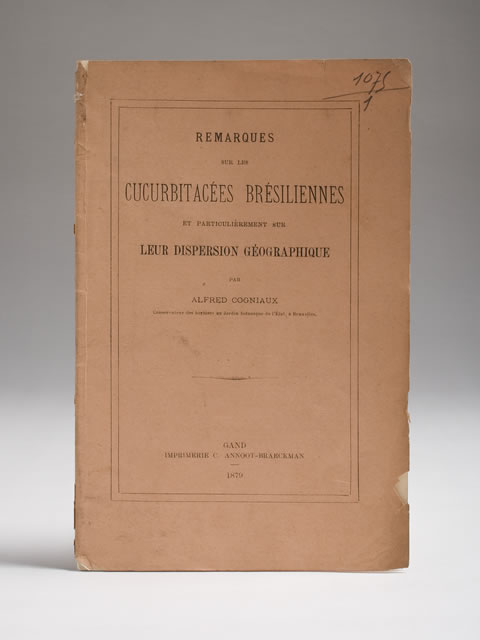 1075
1
REMARQUES
SUR LES
CUCURBITACÉES BRÉSILIENNES
ET PARTICULIÈREMENT SUR
LEUR DISPERSION GÉOGRAPHIQUE
PAR
ALFRED COGNIAUX
Conservateur des herbiers au Jardin botanique de l'État, à Bruxelles.
GAND
IMPRIMERIE C. ANNOOT-BRAECKMAN
1879